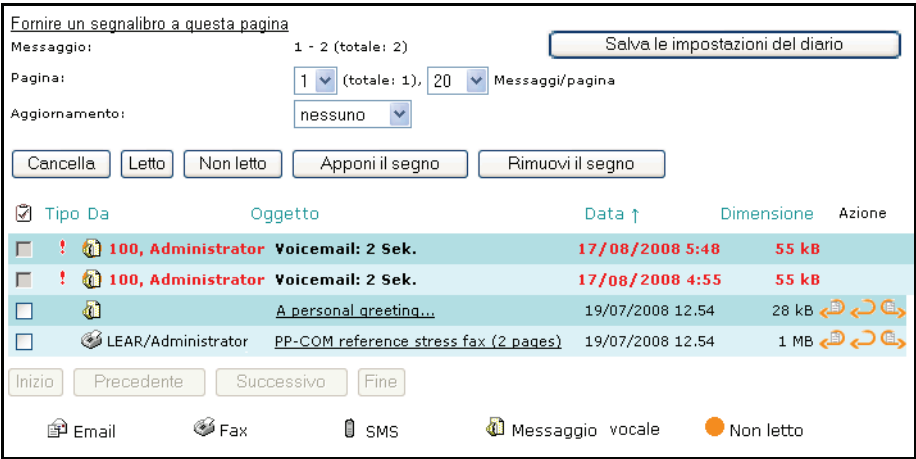 Fornire un segnalibro a questa pagina
Messaggio: 1 - 2 (totale: 2) Salva le impostazioni del diario
Pagina: 1 (totale: 1), 20 Messaggi/pagina
Aggiornamento: nessuno
Cancella Letto Non letto Apponi il segno Rimuovi il segno
Tipo Da Oggetto Data ↑ Dimensione Azione
! 100, Administrator Voicemail: 2 Sek. 17/08/2008 5:48 55 kB
! 100, Administrator Voicemail: 2 Sek. 17/08/2008 4:55 55 kB
A personal greeting... 19/07/2008 12.54 28 kB
LEAR/Administrator PP-COM reference stress fax (2 pages) 19/07/2008 12.54 1 MB
Inizio Precedente Successivo Fine
Email Fax SMS Messaggio vocale Non letto